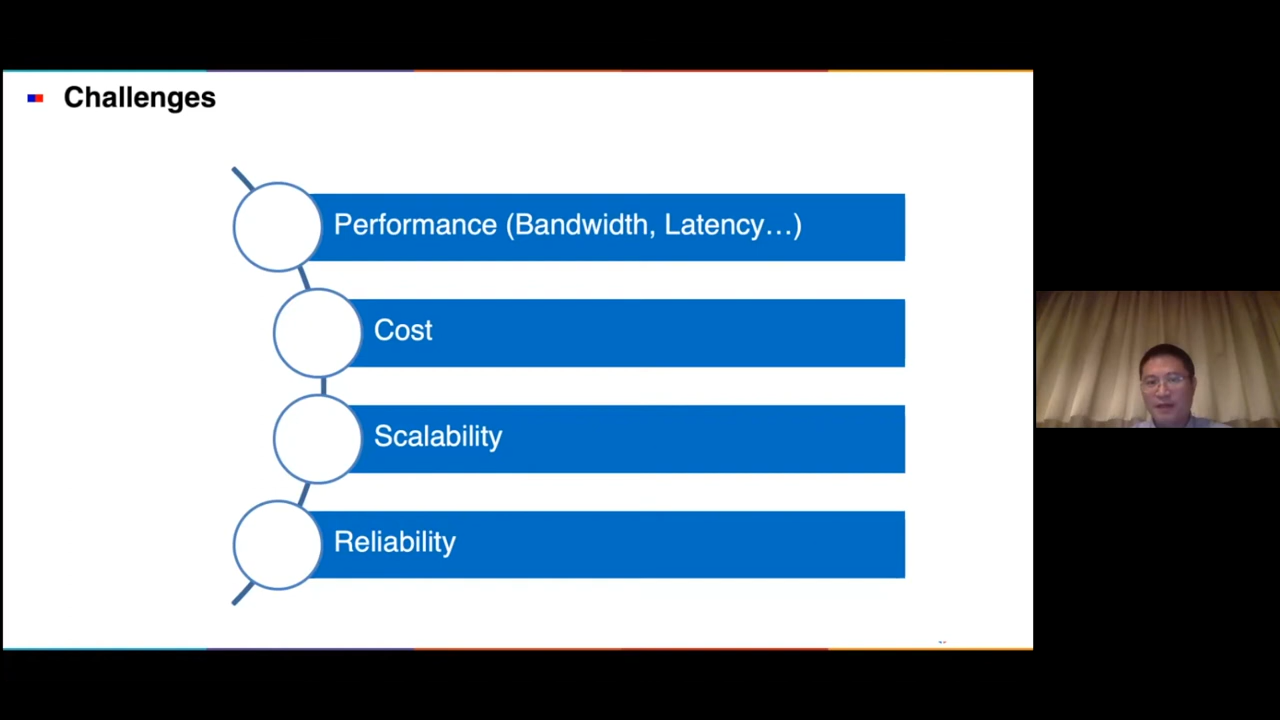 Challenges
Performance (Bandwidth, Latency…)
Cost
Scalability
Reliability